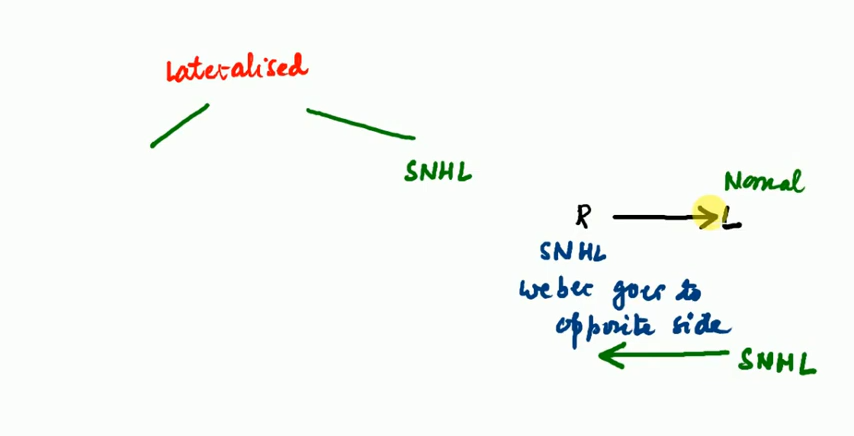 Lateralised
SNHL
Normal
R → L
SNHL
weber goes to
opposite side
← SNHL